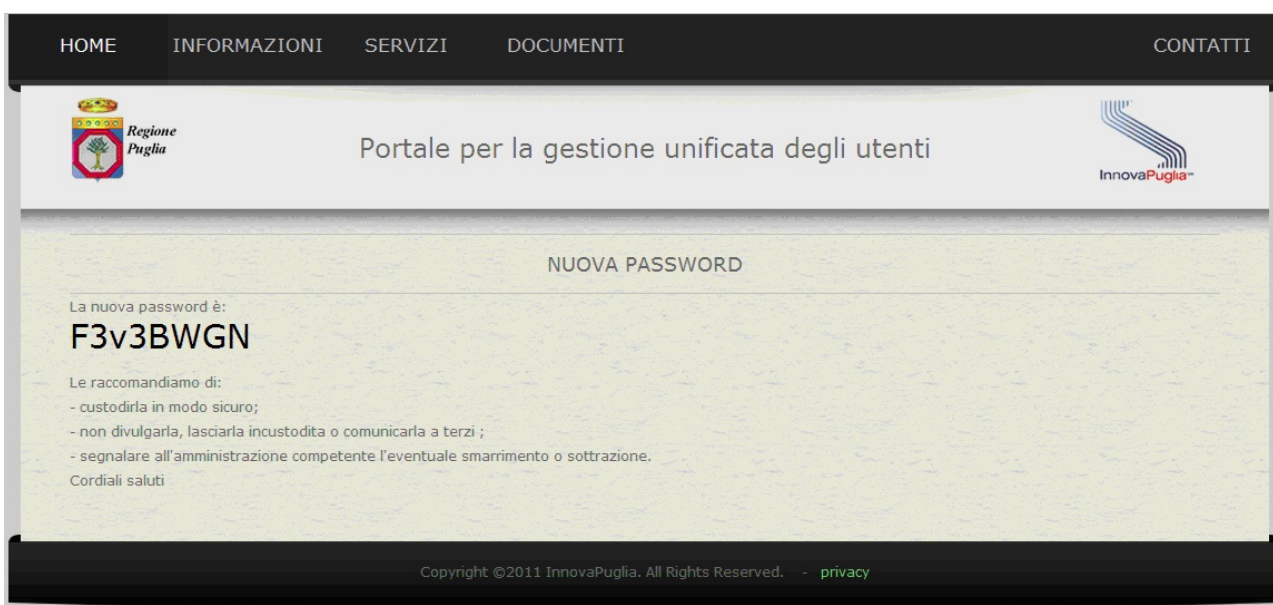 HOME INFORMAZIONI SERVIZI DOCUMENTI CONTATTI
Regione
Puglia
Portale per la gestione unificata degli utenti
InnovaPuglia
NUOVA PASSWORD
La nuova password è:
F3v3BWGN
Le raccomandiamo di:
- custodirla in modo sicuro;
- non divulgarla, lasciarla incustodita o comunicarla a terzi ;
- segnalare all'amministrazione competente l'eventuale smarrimento o sottrazione.
Cordiali saluti
Copyright ©2011 InnovaPuglia. All Rights Reserved. - privacy